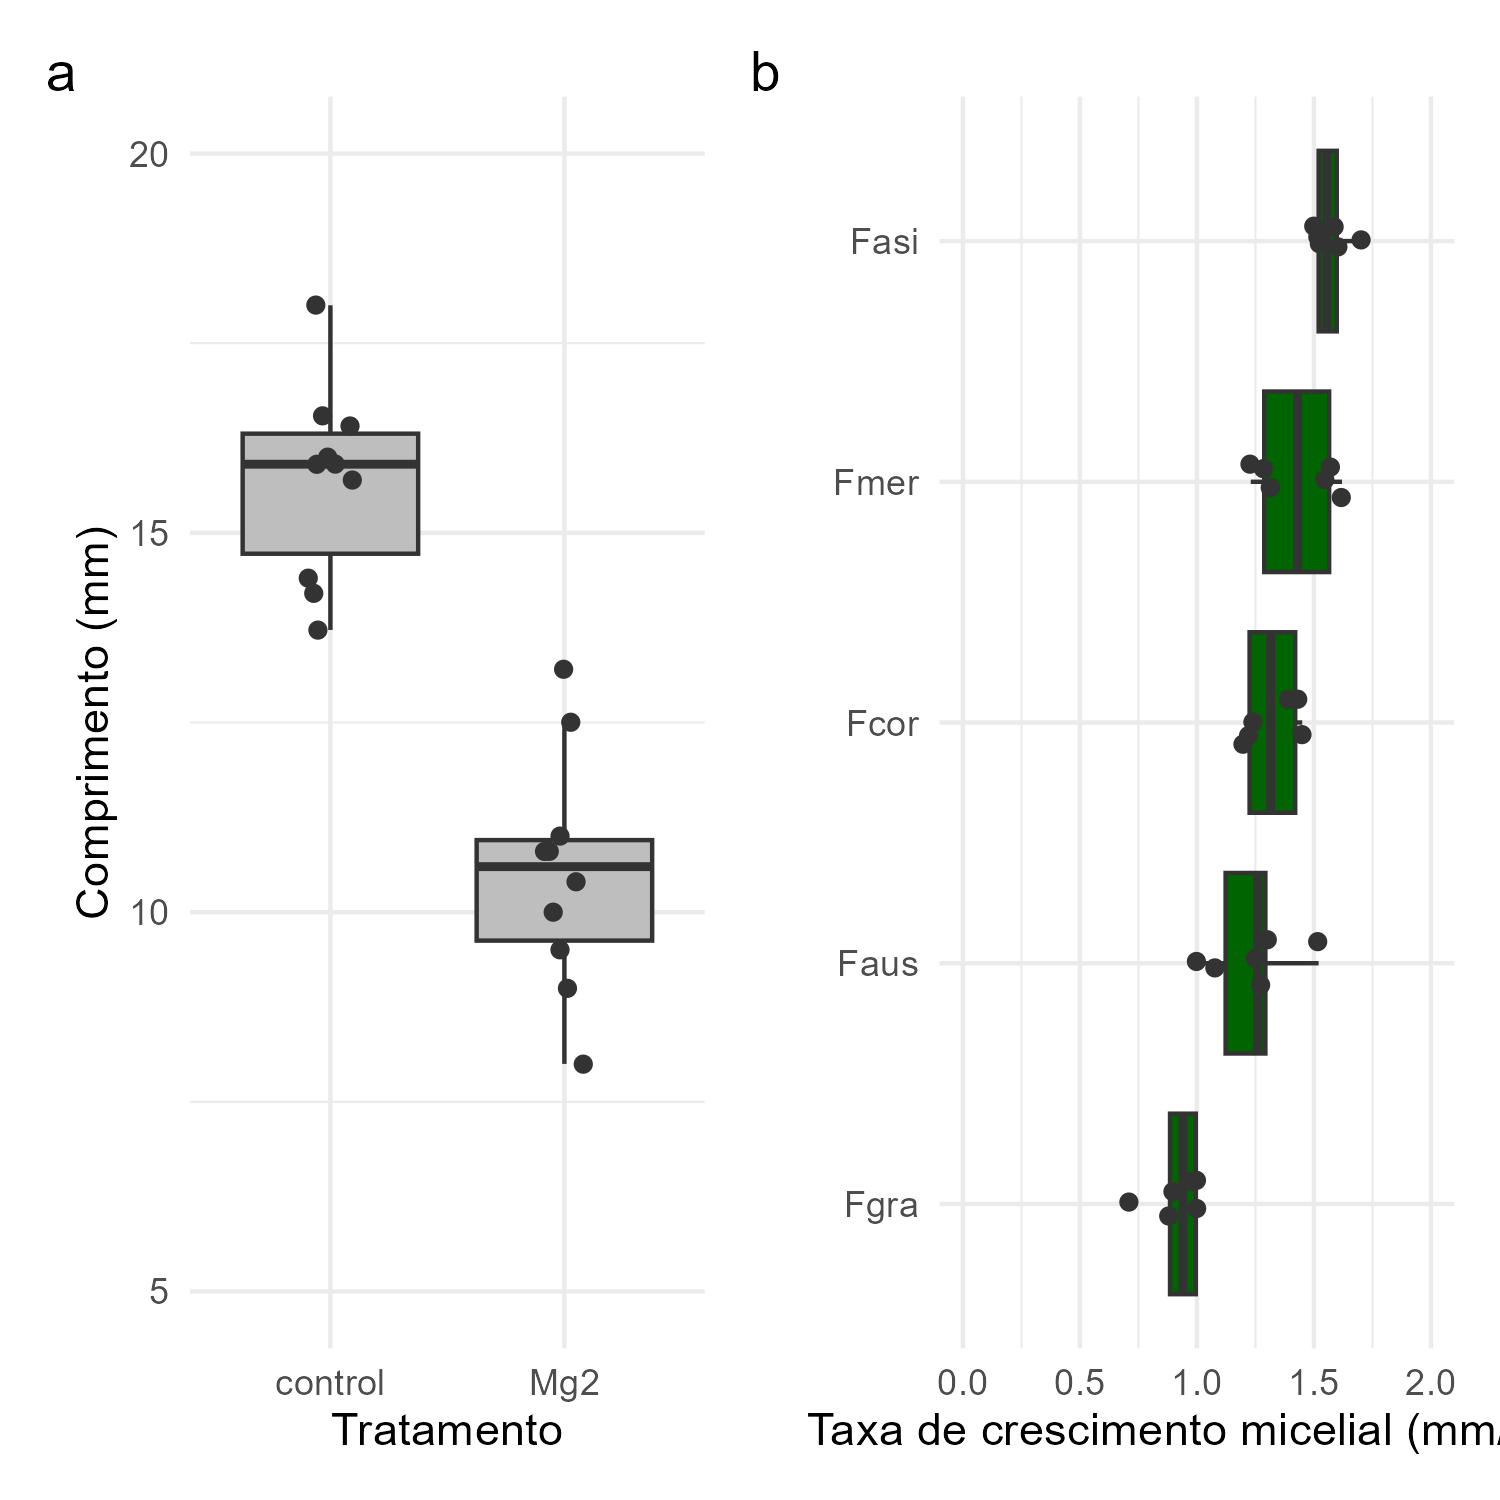 a
20
15
10
5
Comprimento (mm)
control Mg2
Tratamento
b
Fasi
Fmer
Fcor
Faus
Fgra
0.0 0.5 1.0 1.5 2.0
Taxa de crescimento micelial (mm/